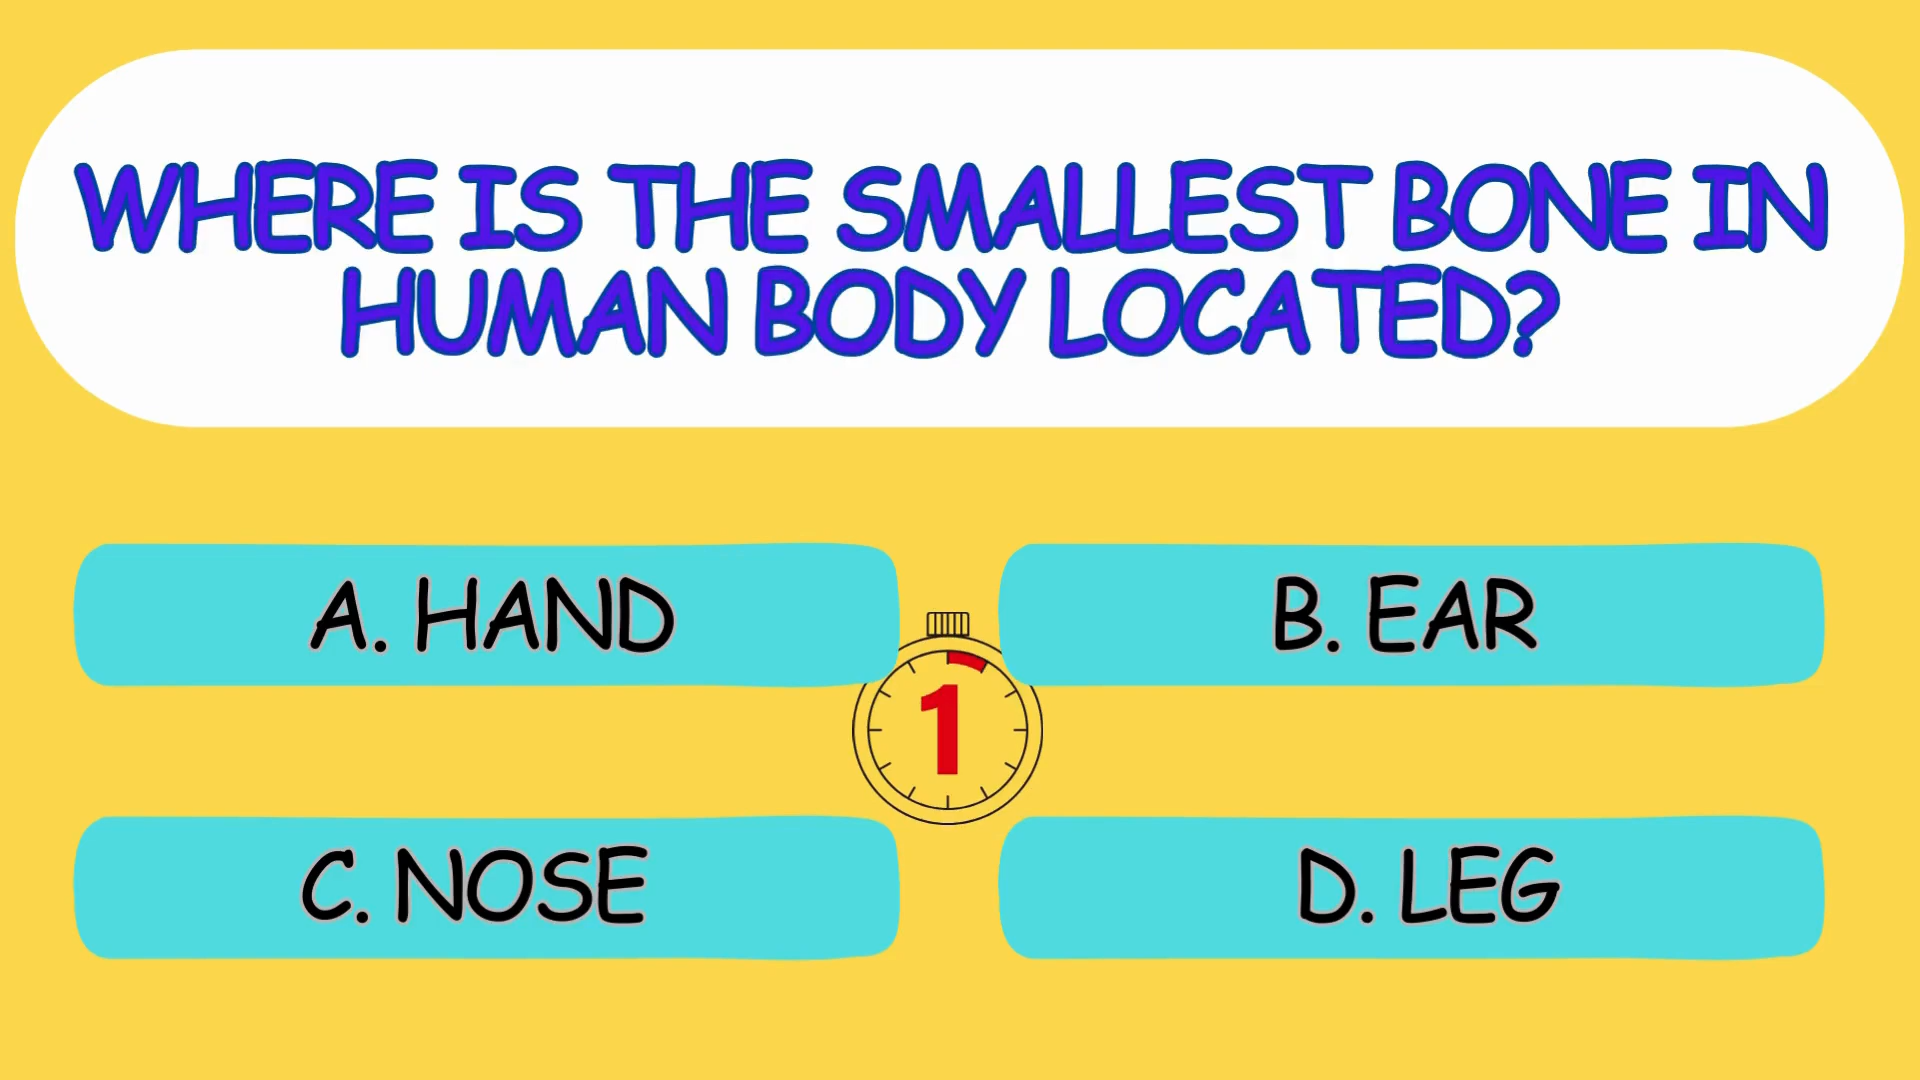 WHERE IS THE SMALLEST BONE IN
HUMAN BODY LOCATED?
A. HAND
B. EAR
1
C. NOSE
D. LEG